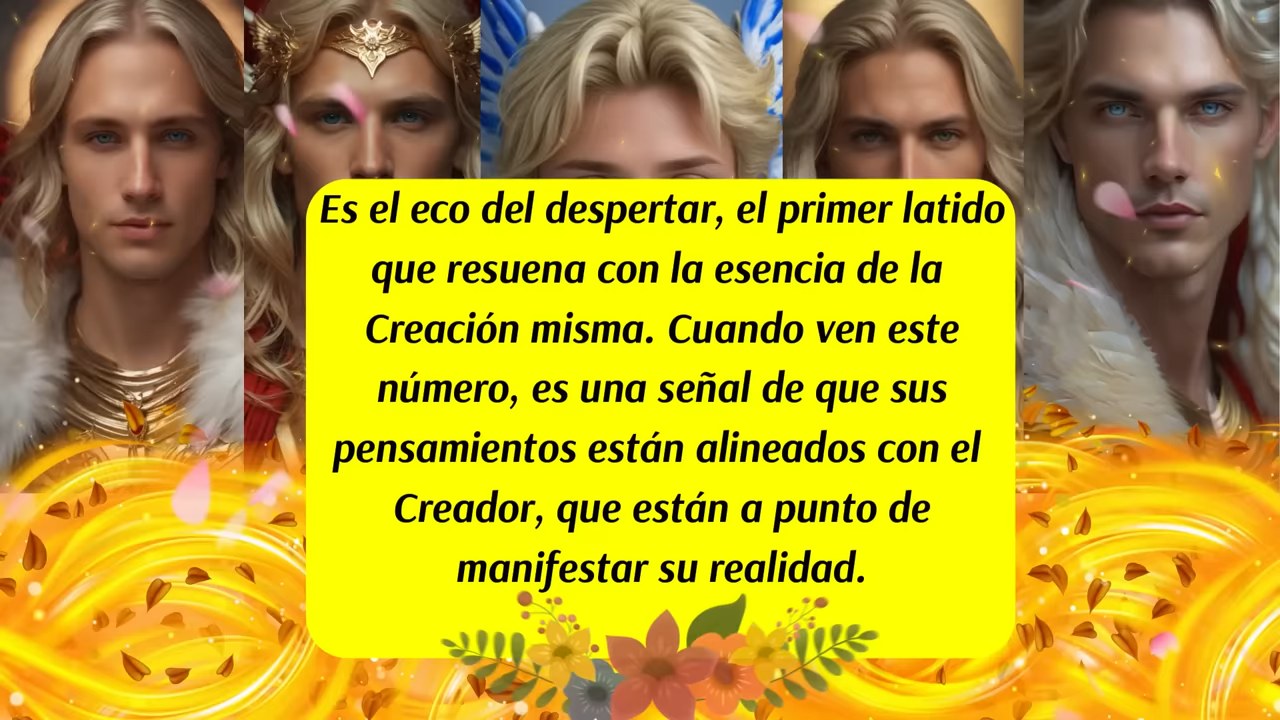 Es el eco del despertar, el primer latido
que resuena con la esencia de la
Creación misma. Cuando ven este
número, es una señal de que sus
pensamientos están alineados con el
Creador, que están a punto de
manifestar su realidad.